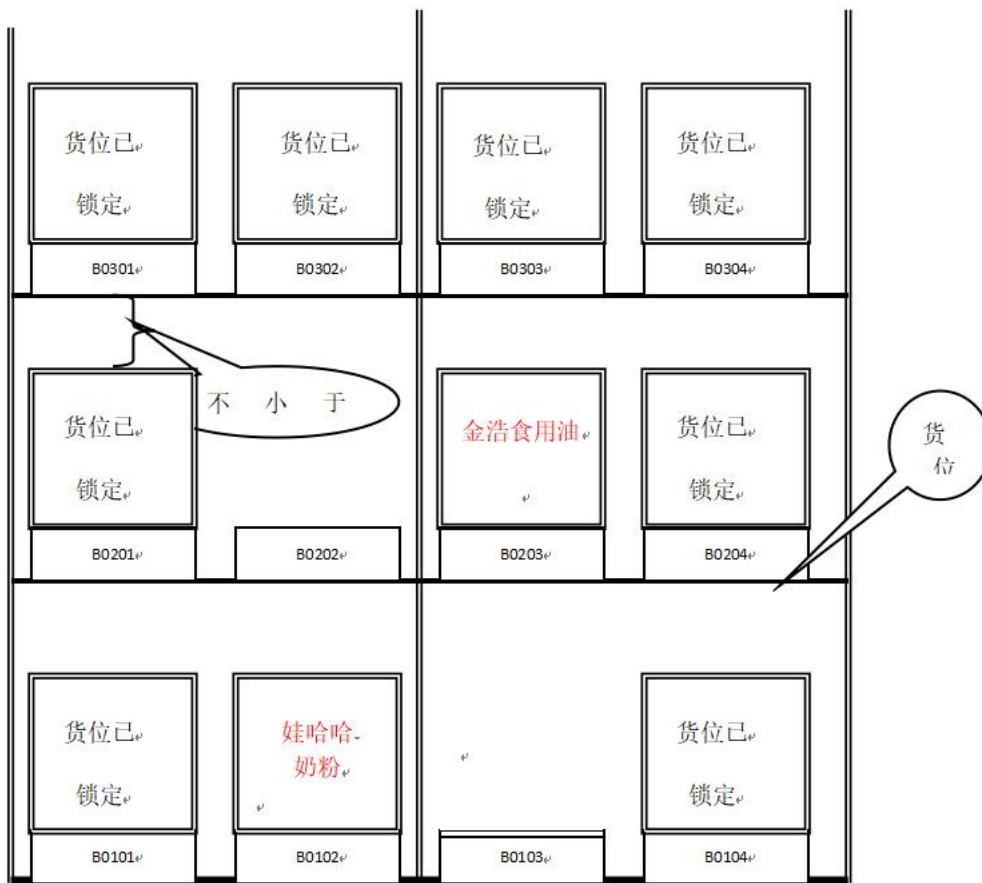 货位已
锁定
货位已
锁定
货位已
锁定
货位已
锁定
B0301
B0302
B0303
B0304
不 小 于
货位已
锁定
金浩食用油
货位已
锁定
货
位
B0201
B0202
B0203
B0204
货位已
锁定
娃哈哈
奶粉
货位已
锁定
B0101
B0102
B0103
B0104